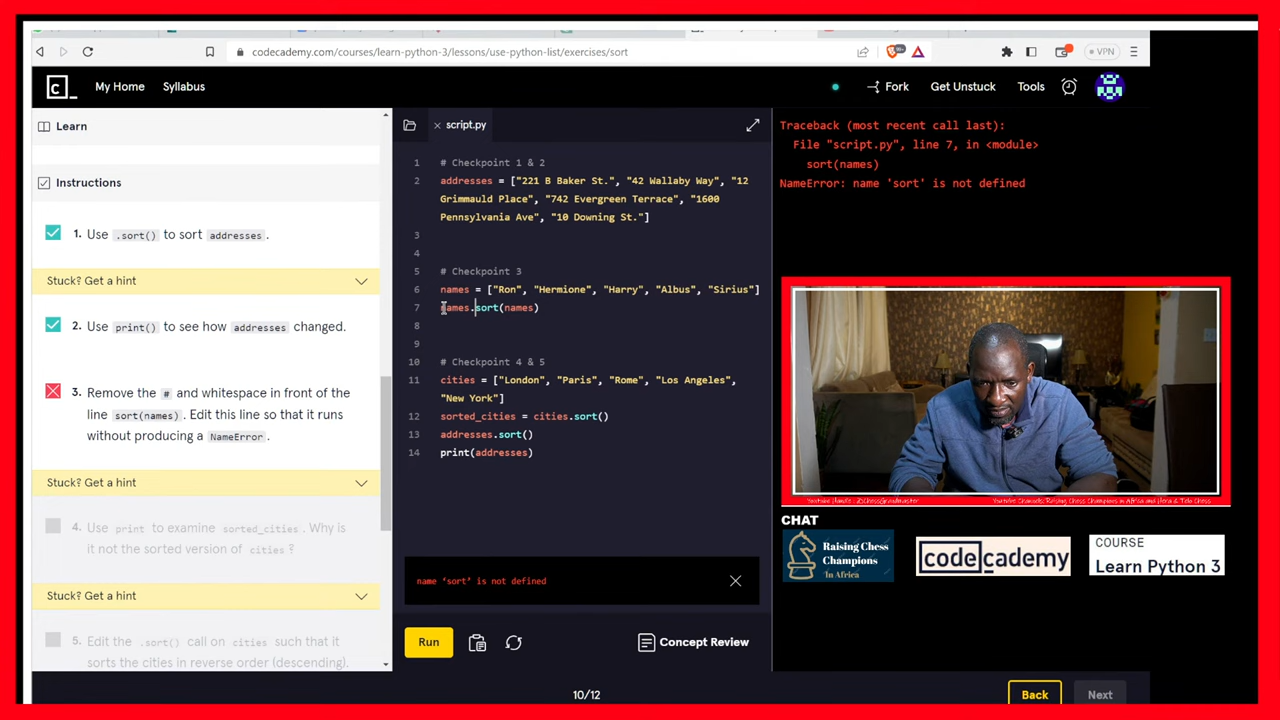 codecademy.com/courses/learn-python-3/lessons/use-python-list/exercises/sort
99+
VPN
c_
My Home
Syllabus
Fork
Get Unstuck
Tools
Learn
Instructions
1. Use .sort() to sort addresses.
Stuck? Get a hint
2. Use print() to see how addresses changed.
3. Remove the # and whitespace in front of the
line sort(names). Edit this line so that it runs
without producing a NameError.
Stuck? Get a hint
4. Use print to examine sorted_cities. Why is
it not the sorted version of cities?
Stuck? Get a hint
5. Edit the .sort() call on cities such that it
sorts the cities in reverse order (descending).
script.py
1 # Checkpoint 1 & 2
2 addresses = ["221 B Baker St.", "42 Wallaby Way", "12
Grimmauld Place", "742 Evergreen Terrace", "1600
Pennsylvania Ave", "10 Downing St."]
3
4
5 # Checkpoint 3
6 names = ["Ron", "Hermione", "Harry", "Albus", "Sirius"]
7 names.sort(names)
8
9
10 # Checkpoint 4 & 5
11 cities = ["London", "Paris", "Rome", "Los Angeles",
"New York"]
12 sorted_cities = cities.sort()
13 addresses.sort()
14 print(addresses)
name 'sort' is not defined
Run
Concept Review
10/12
Back
Next
Traceback (most recent call last):
File "script.py", line 7, in <module>
sort(names)
NameError: name 'sort' is not defined
CHAT
Raising Chess
Champions
In Africa
codecademy
COURSE
Learn Python 3